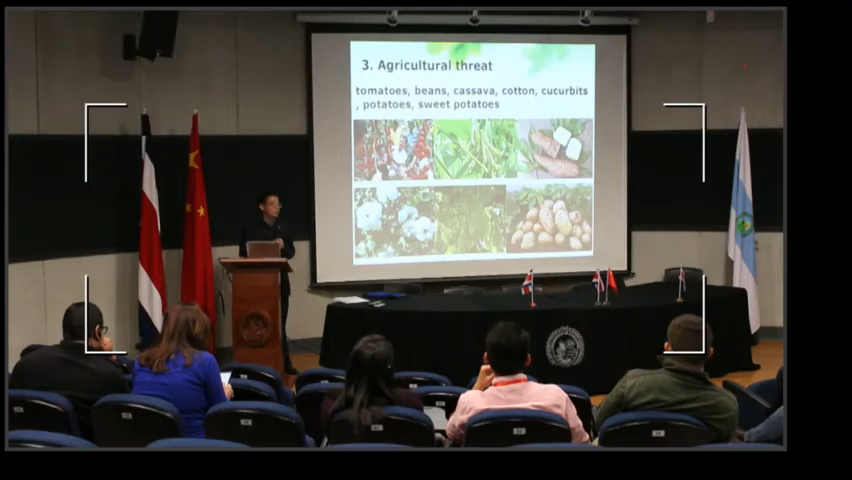 3. Agricultural threat
tomatoes, beans, cassava, cotton, cucurbits
, potatoes, sweet potatoes